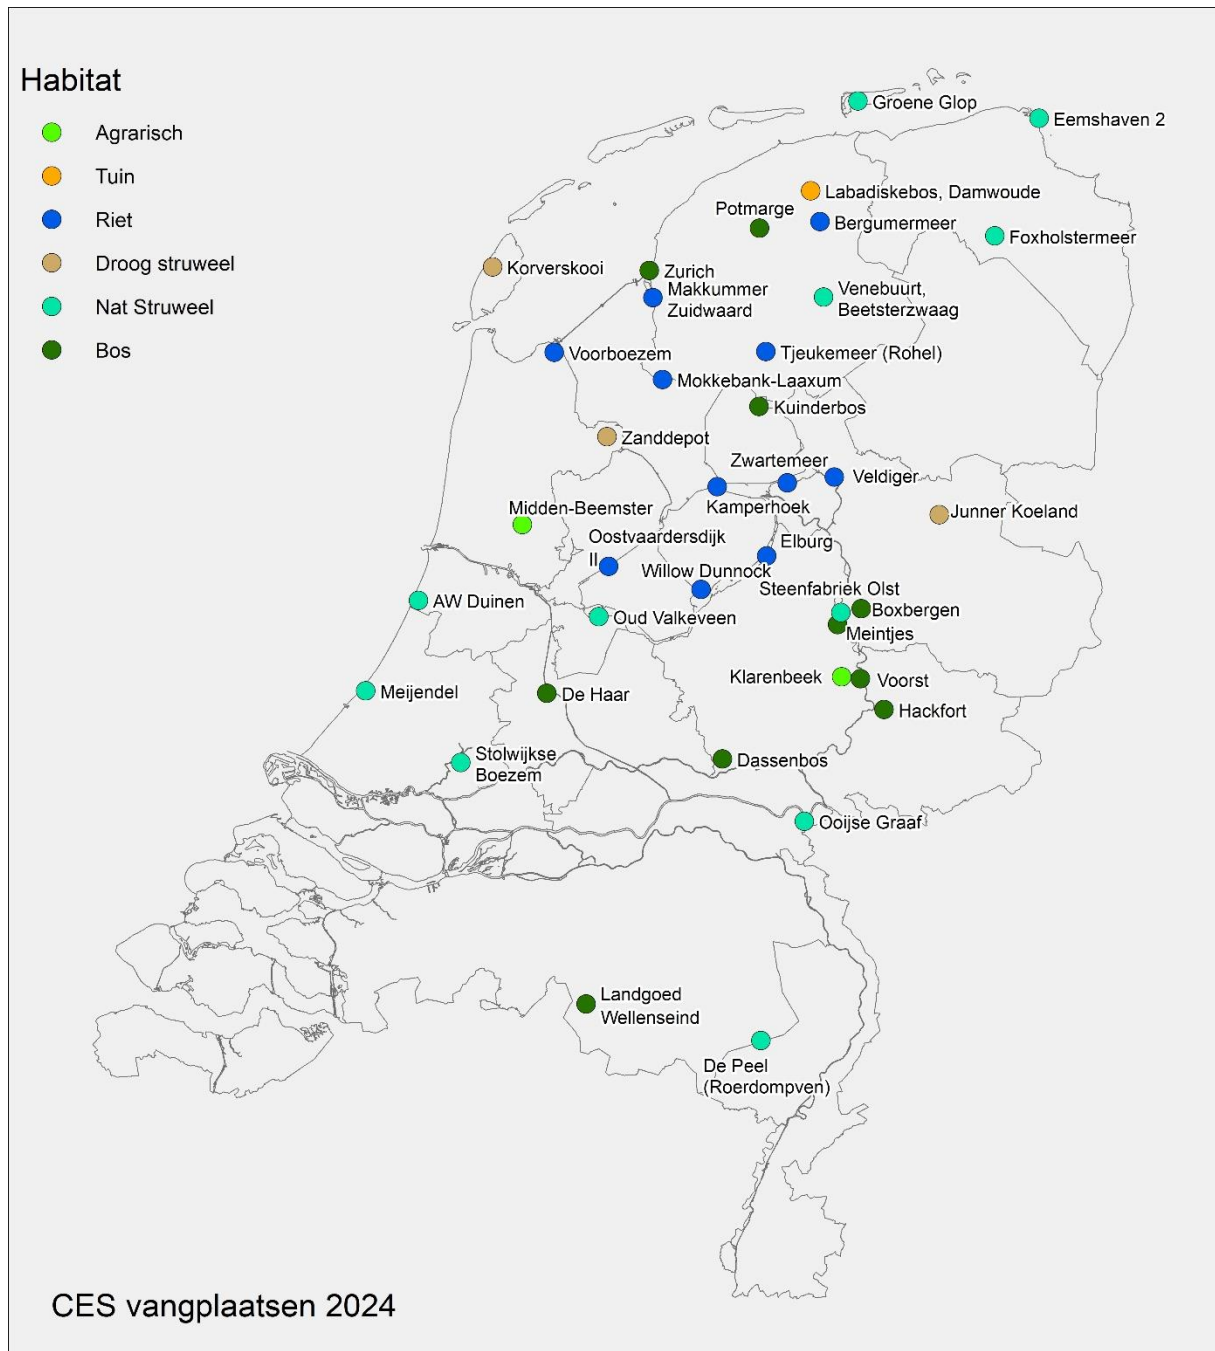 Habitat
Agrarisch
Tuin
Riet
Droog struweel
Nat Struweel
Bos
Groene Glop
Eemshaven 2
Labadiskebos, Damwoude
Potmarge
Bergumermeer
Foxholstermeer
Korverskooi
Zurich
Makkummer
Zuidwaard
Venebuurt,
Beetsterzwaag
Voorboezem
Tjeukemeer (Rohel)
Mokkebank-Laaxum
Kuinderbos
Zanddepot
Zwartemeer
Veldiger
Kamperhoek
Midden-Beemster
Junner Koeland
Oostvaardersdijk
II
Elburg
Willow Dunnock
Steenfabriek Olst
AW Duinen
Boxbergen
Oud Valkeveen
Meintjes
Klarenbeek
Voorst
Meijendel
De Haar
Hackfort
Stolwijkse
Boezem
Dassenbos
Ooijse Graaf
Landgoed
Wellenseind
De Peel
(Roerdompven)
CES vangplaatsen 2024